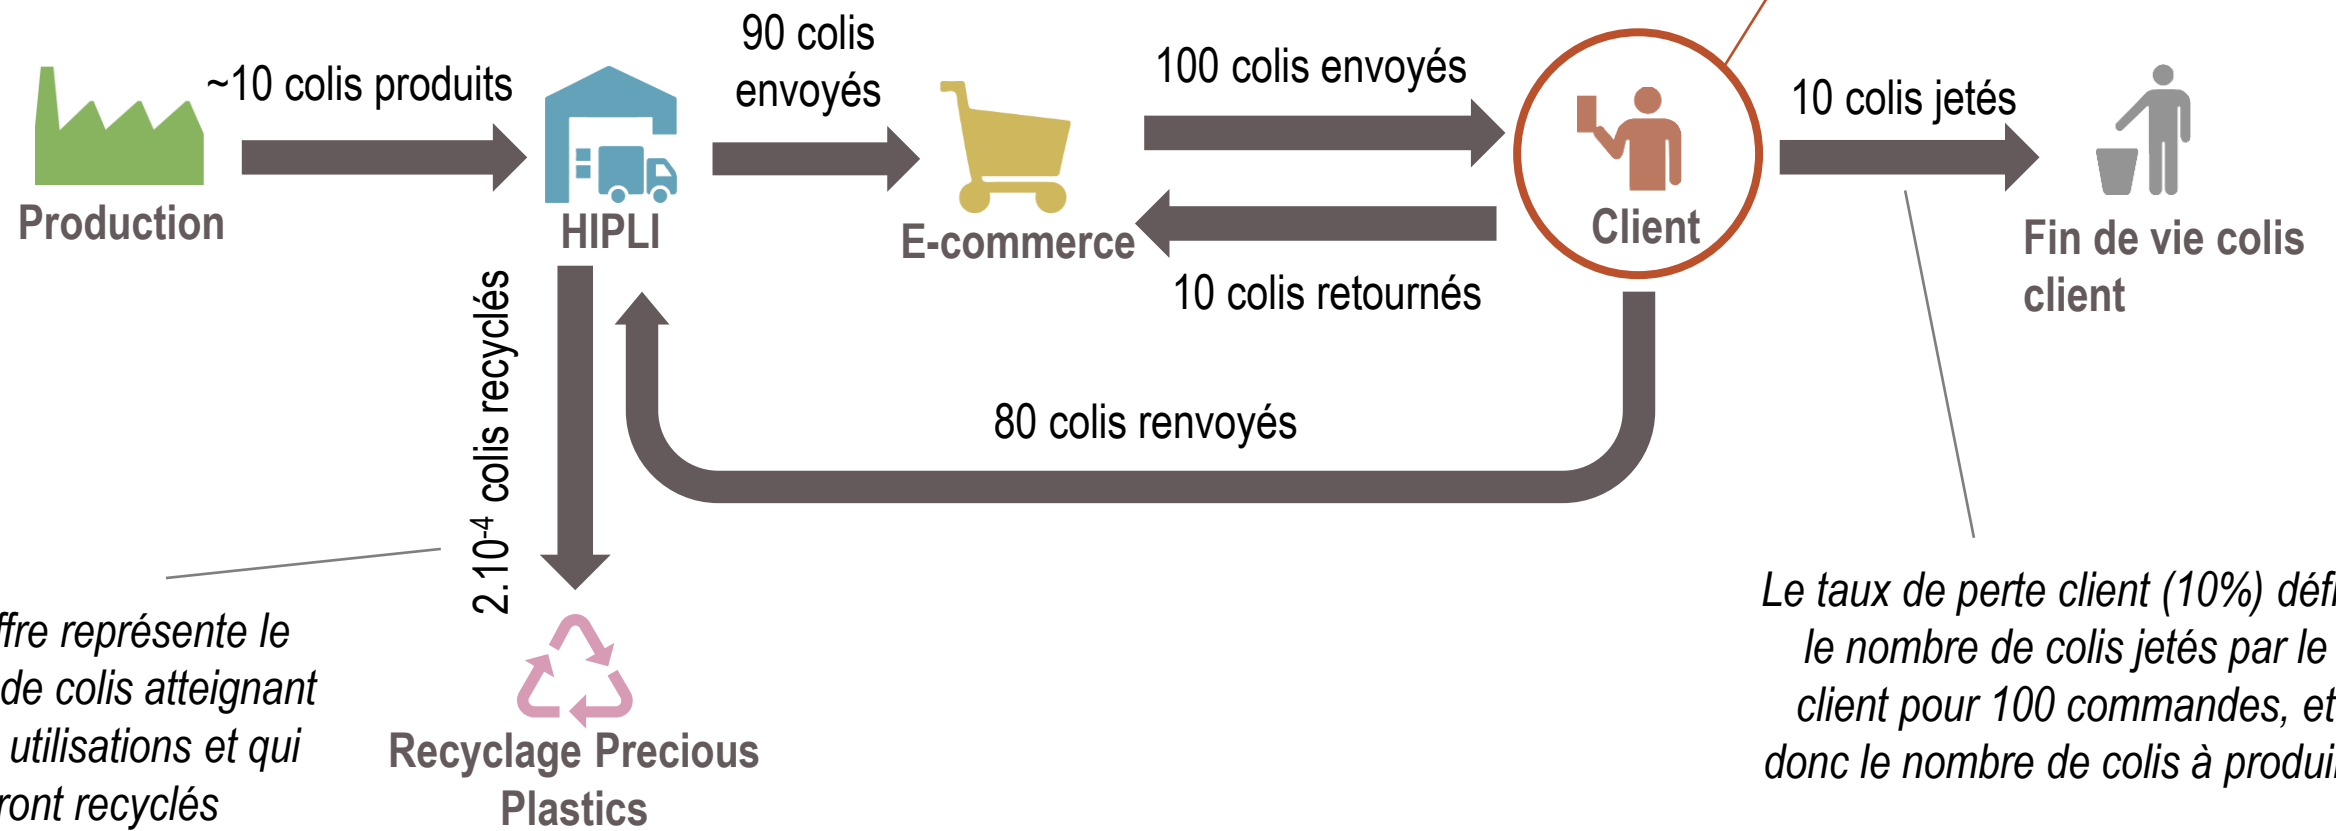 ~10 colis produits
90 colis
envoyés
100 colis envoyés
10 colis jetés
Production
HIPLI
E-commerce
Client
Fin de vie colis
client
10 colis retournés
2.10⁻⁴ colis recyclés
80 colis renvoyés
représente le
de colis atteignant
utilisations et qui
recyclés
Recyclage Precious
Plastics
Le taux de perte client (10%)
le nombre de colis jetés par le
client pour 100 commandes, et
donc le nombre de colis à